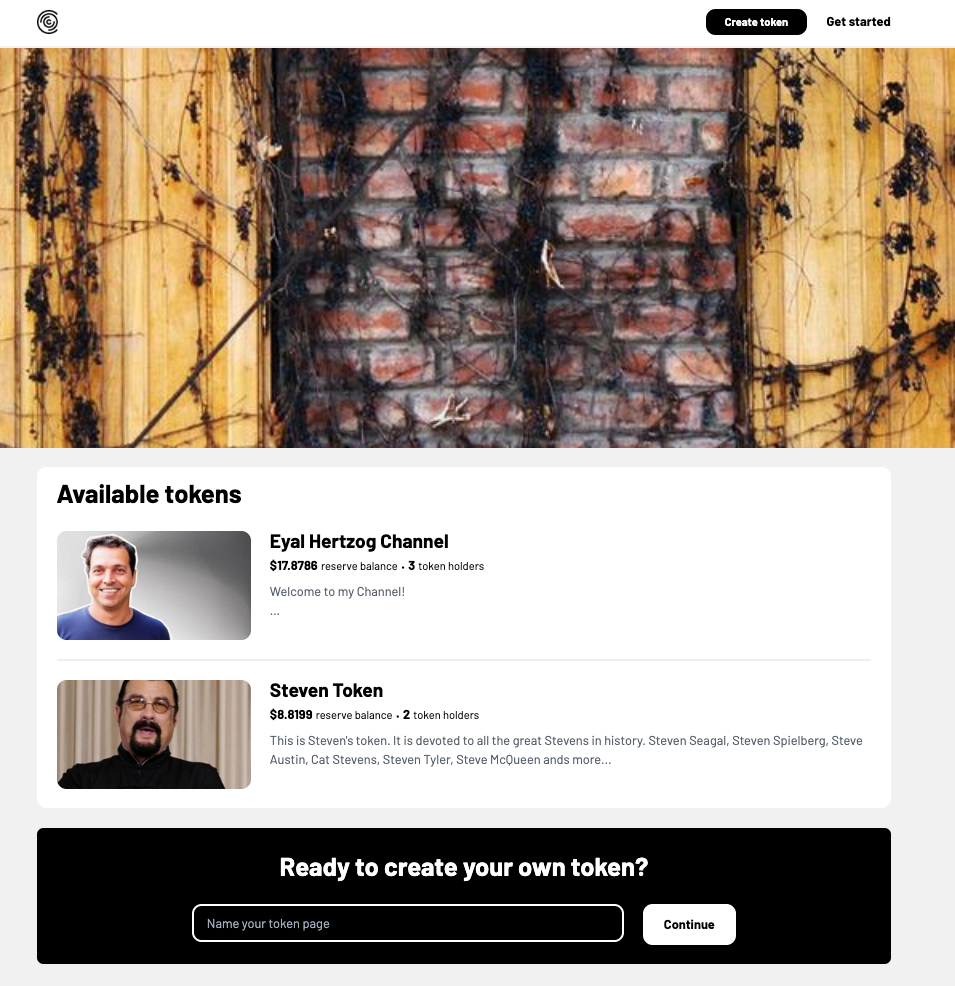 Create token
Get started
Available tokens
Eyal Hertzog Channel
$17.8786 reserve balance • 3 token holders
Welcome to my Channel!
...
Steven Token
$8.8199 reserve balance • 2 token holders
This is Steven's token. It is devoted to all the great Stevens in history. Steven Seagal, Steven Spielberg, Steve
Austin, Cat Stevens, Steven Tyler, Steve McQueen ands more...
Ready to create your own token?
Name your token page
Continue